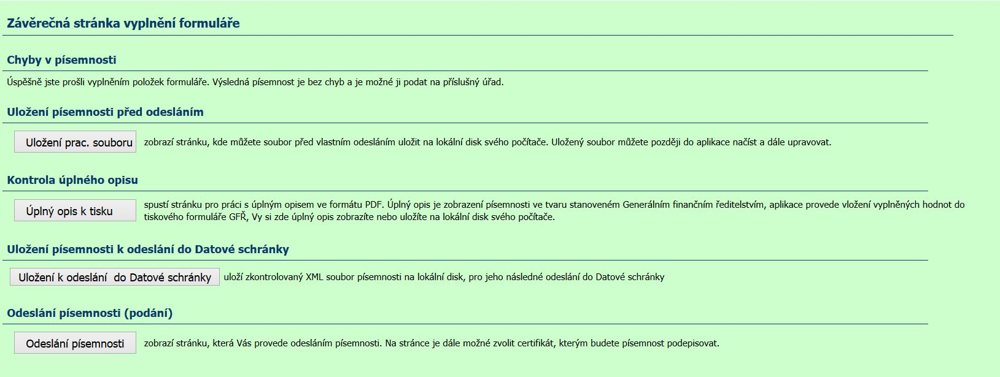 Závěrečná stránka vyplnění formuláře
Chyby v písemnosti
Úspěšně jste prošli vyplněním položek formuláře. Výsledná písemnost je bez chyb a je možné ji podat na příslušný úřad.
Uložení písemnosti před odesláním
Uložení prac. souboru zobrazí stránku, kde můžete soubor před vlastním odesláním uložit na lokální disk svého počítače. Uložený soubor můžete později do aplikace načíst a dále upravovat.
Kontrola úplného opisu
Úplný opis k tisku
spustí stránku pro práci s úplným opisem ve formátu PDF. Úplný opis je zobrazení písemnosti ve tvaru stanoveném Generálním finančním ředitelstvím, aplikace provede vložení vyplněných hodnot do
tiskového formuláře GFŘ, Vy si zde úplný opis zobrazíte nebo uložíte na lokální disk svého počítače.
Uložení písemnosti k odeslání do Datové schránky
Uložení k odeslání do Datové schránky uloží zkontrolovaný XML soubor písemnosti na lokální disk, pro jeho následné odeslání do Datové schránky
Odeslání písemnosti (podání)
Odeslání písemnosti zobrazí stránku, která Vás provede odesláním písemnosti. Na stránce je dále možné zvolit certifikát, kterým budete písemnost podepisovat.